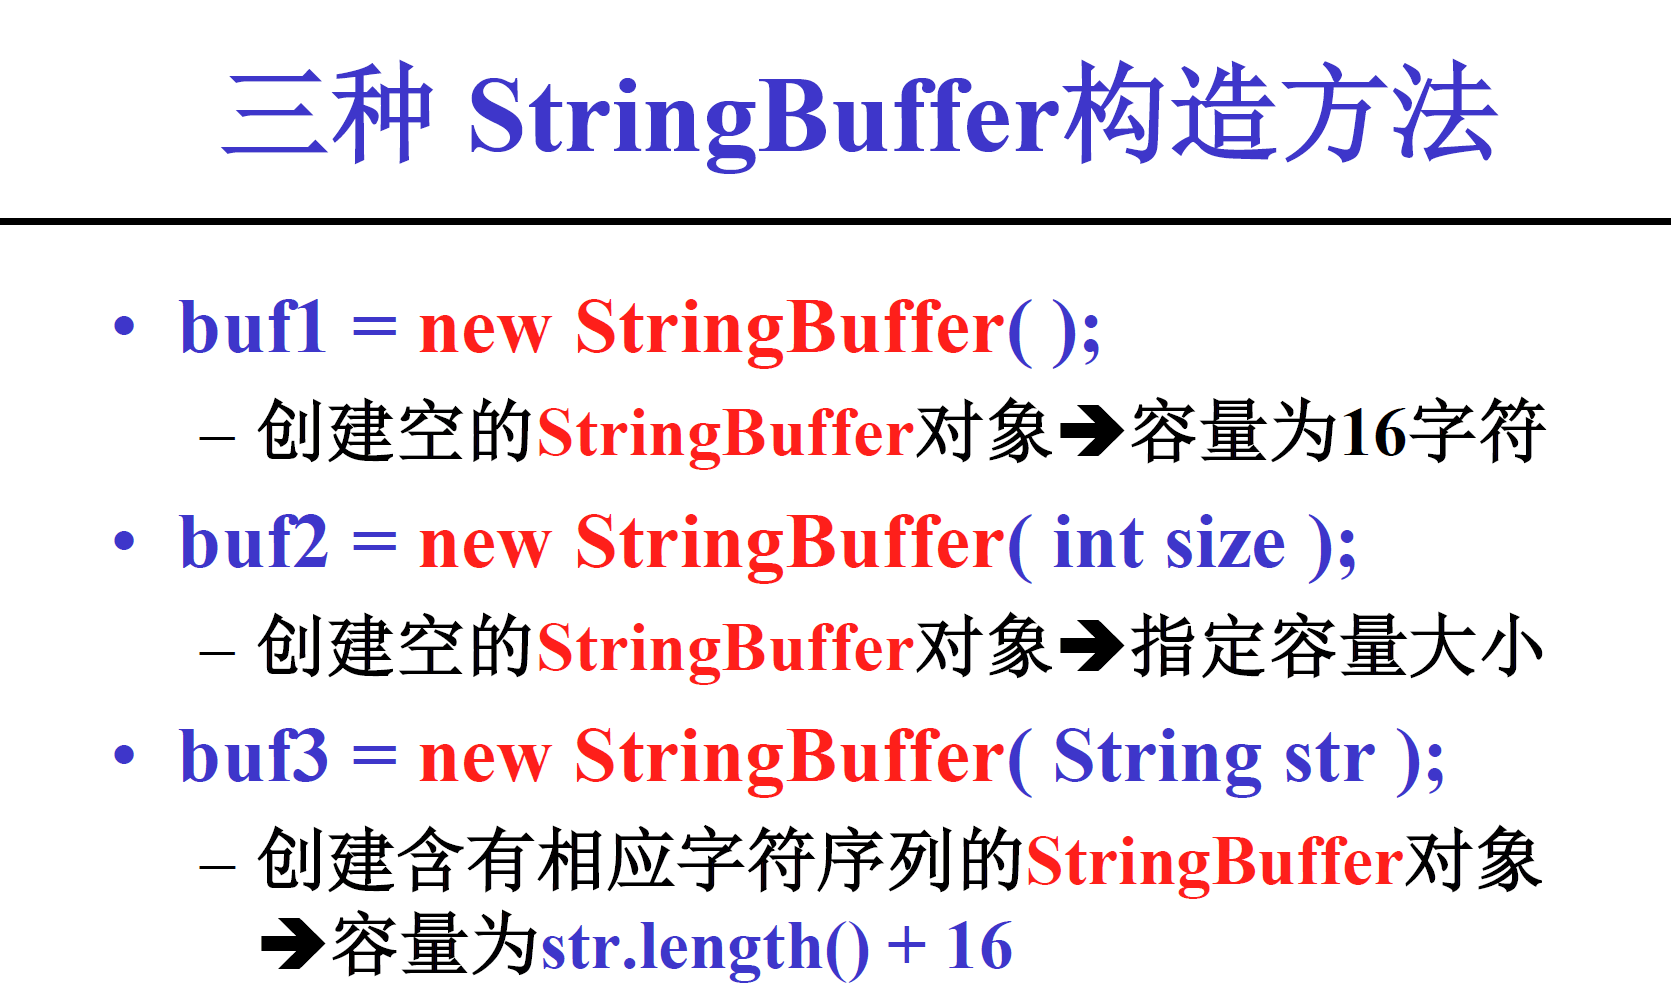 三种 StringBuffer构造方法
• buf1 = new StringBuffer( );
– 创建空的StringBuffer对象➔容量为16字符
• buf2 = new StringBuffer( int size );
– 创建空的StringBuffer对象➔指定容量大小
• buf3 = new StringBuffer( String str );
– 创建含有相应字符序列的StringBuffer对象
➔容量为str.length() + 16